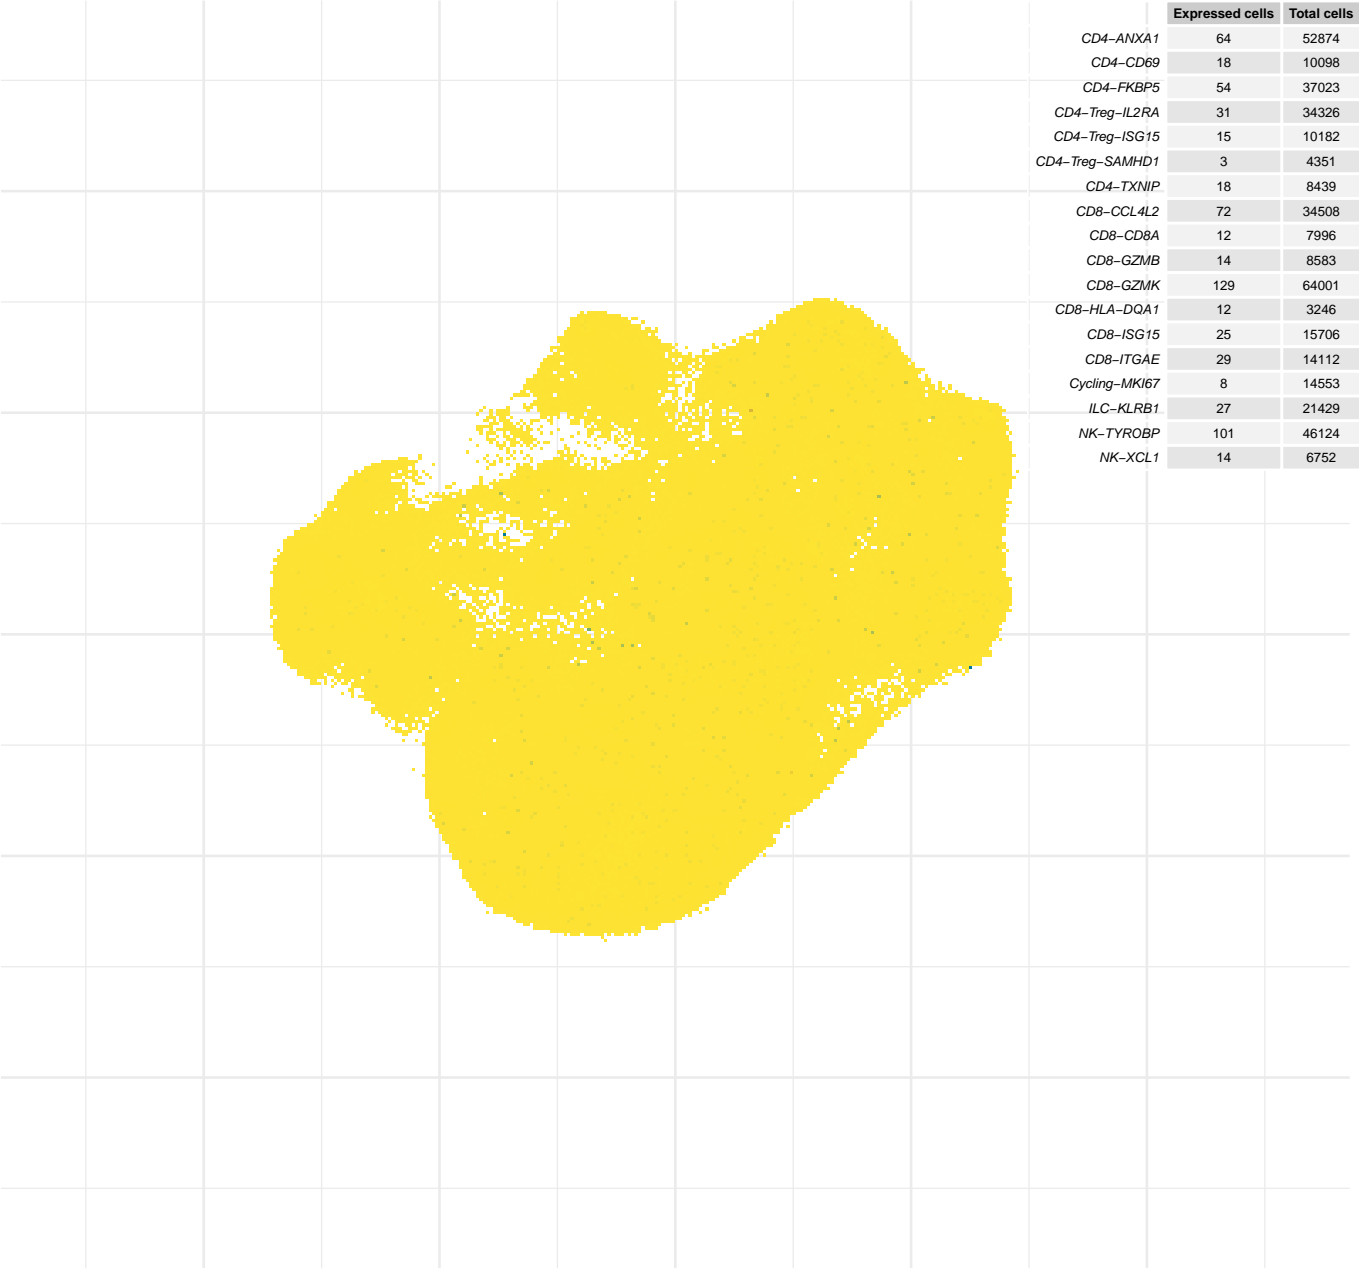 Expressed cells Total cells
CD4−ANXA1 64 52874
CD4−CD69 18 10098
CD4−FKBP5 54 37023
CD4−Treg−IL2RA 31 34326
CD4−Treg−ISG15 15 10182
CD4−Treg−SAMHD1 3 4351
CD4−TXNIP 18 8439
CD8−CCL4L2 72 34508
CD8−CD8A 12 7996
CD8−GZMB 14 8583
CD8−GZMK 129 64001
CD8−HLA−DQA1 12 3246
CD8−ISG15 25 15706
CD8−ITGAE 29 14112
Cycling−MKI67 8 14553
ILC−KLRB1 27 21429
NK−TYROBP 101 46124
NK−XCL1 14 6752